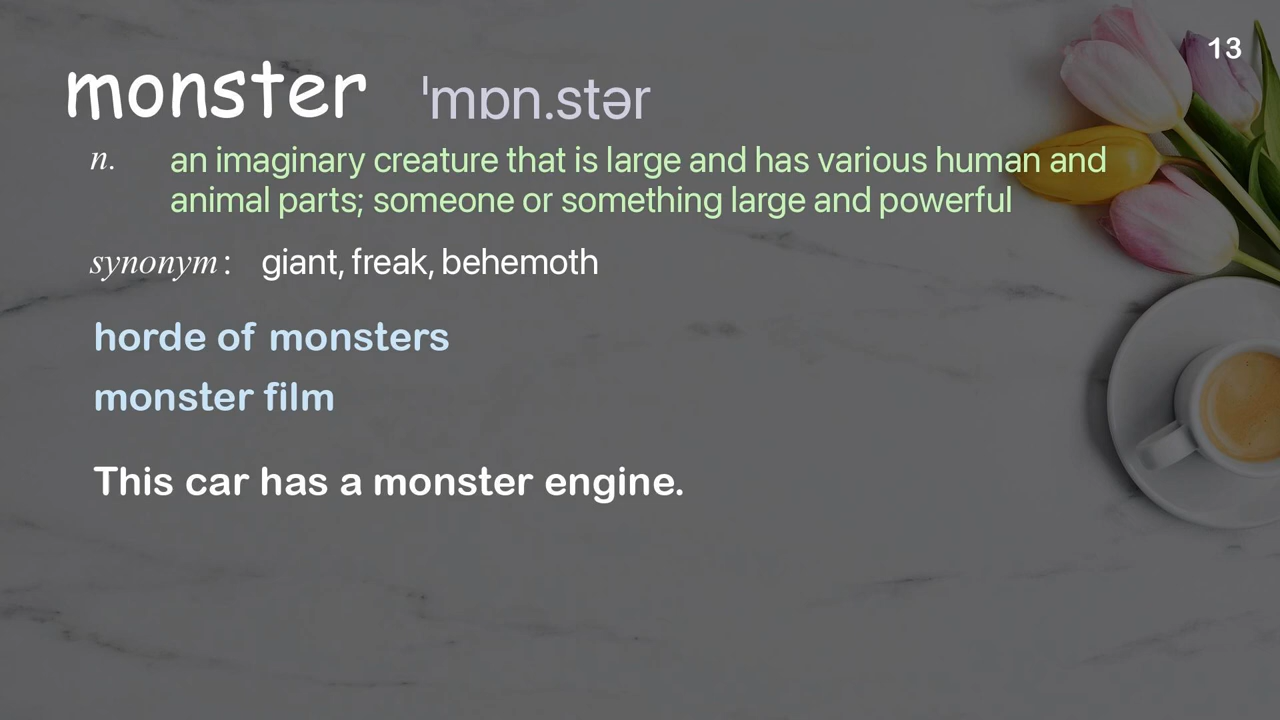 13
monster ˈmɒn.stər
n. an imaginary creature that is large and has various human and
animal parts; someone or something large and powerful
synonym: giant, freak, behemoth
horde of monsters
monster film
This car has a monster engine.